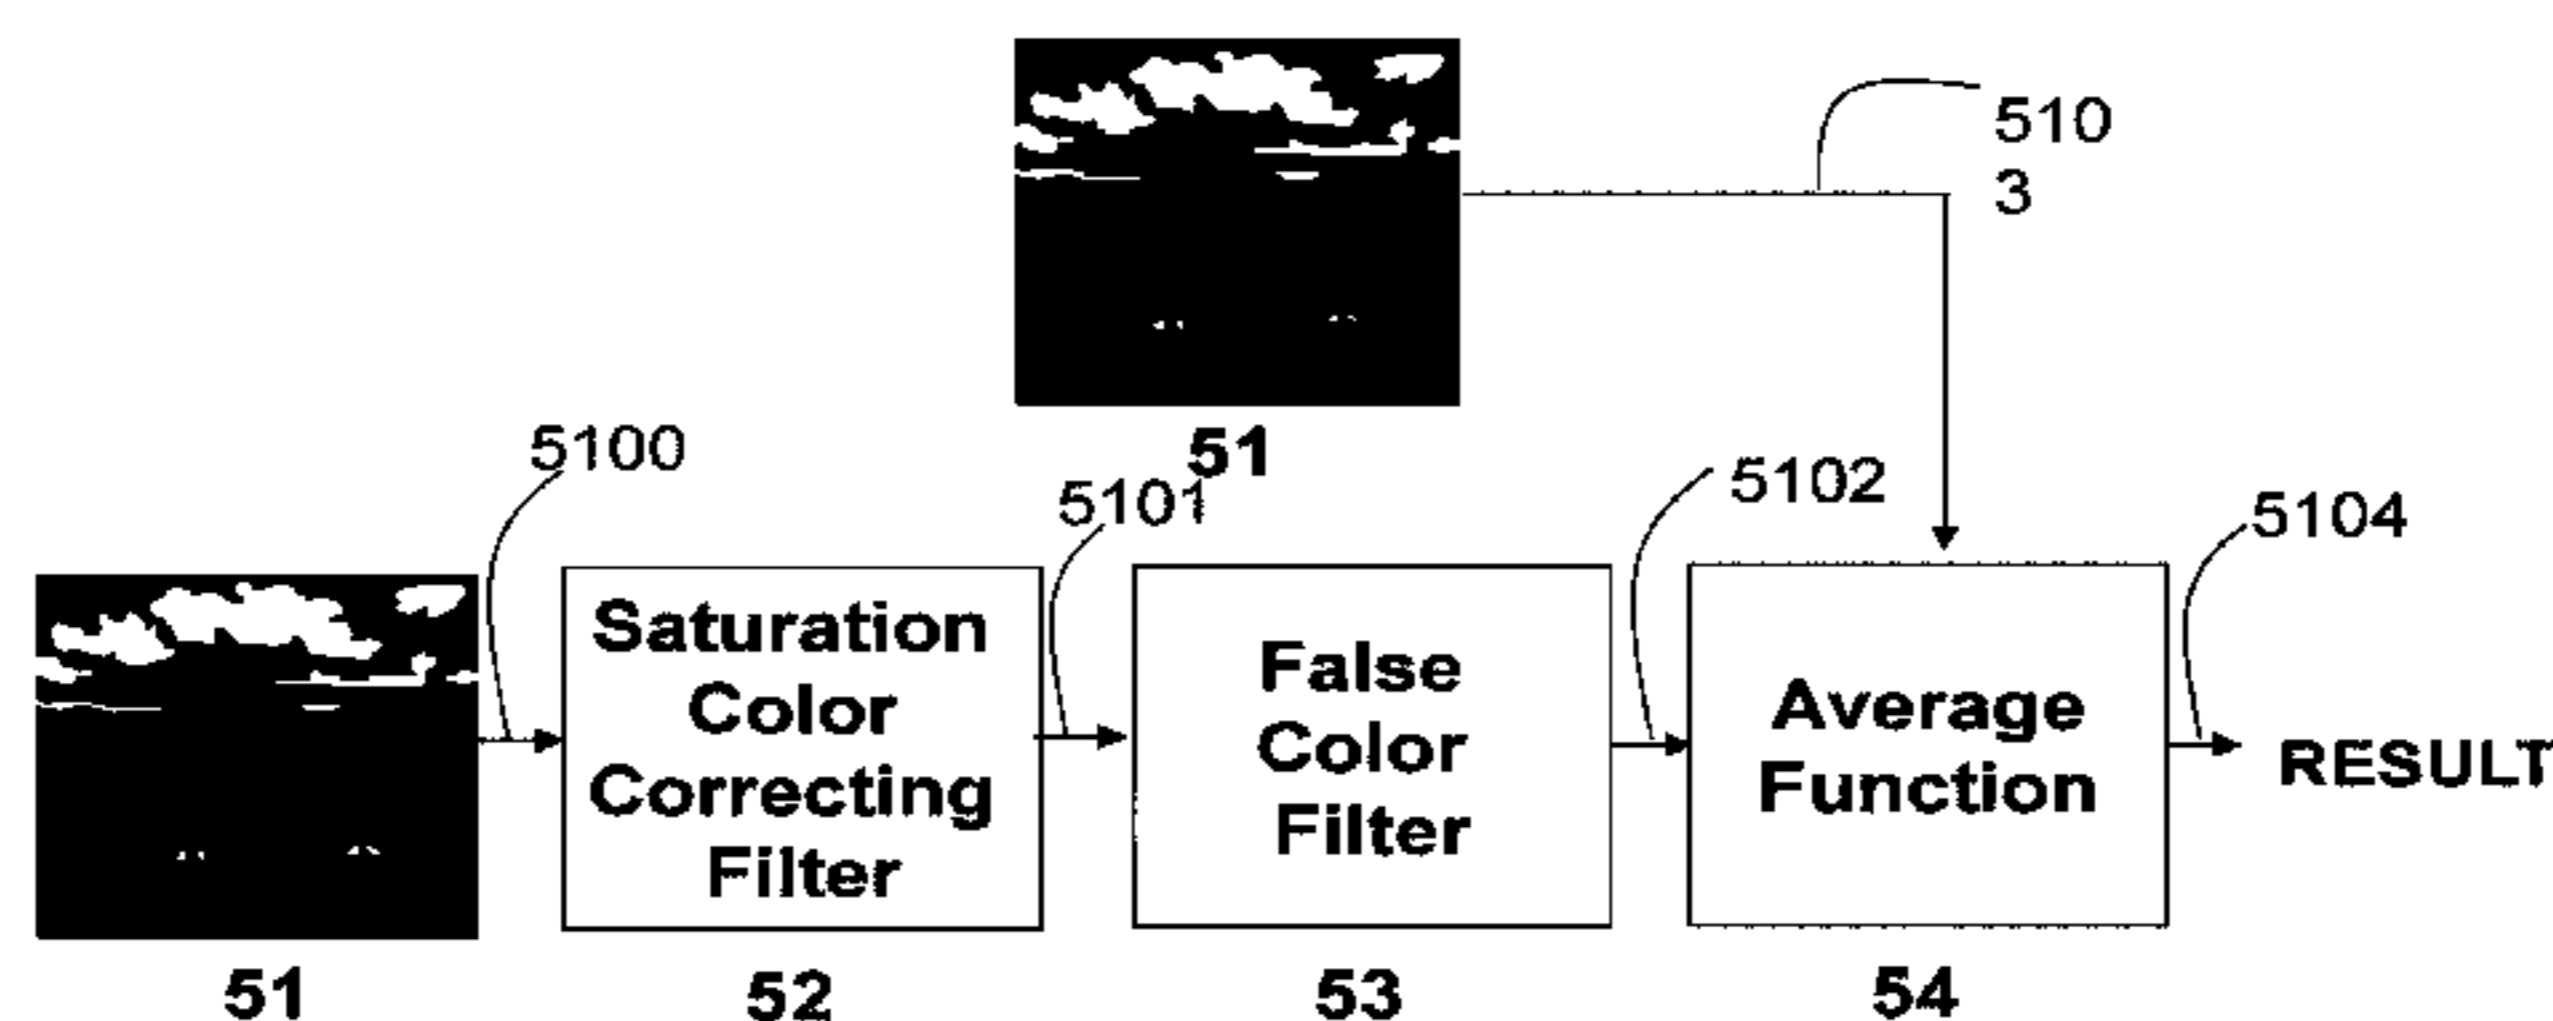 510
3
51
5100
5101
5102
5104
Saturation
Color
Correcting
Filter
False
Color
Filter
Average
Function
RESULT
51
52
53
54